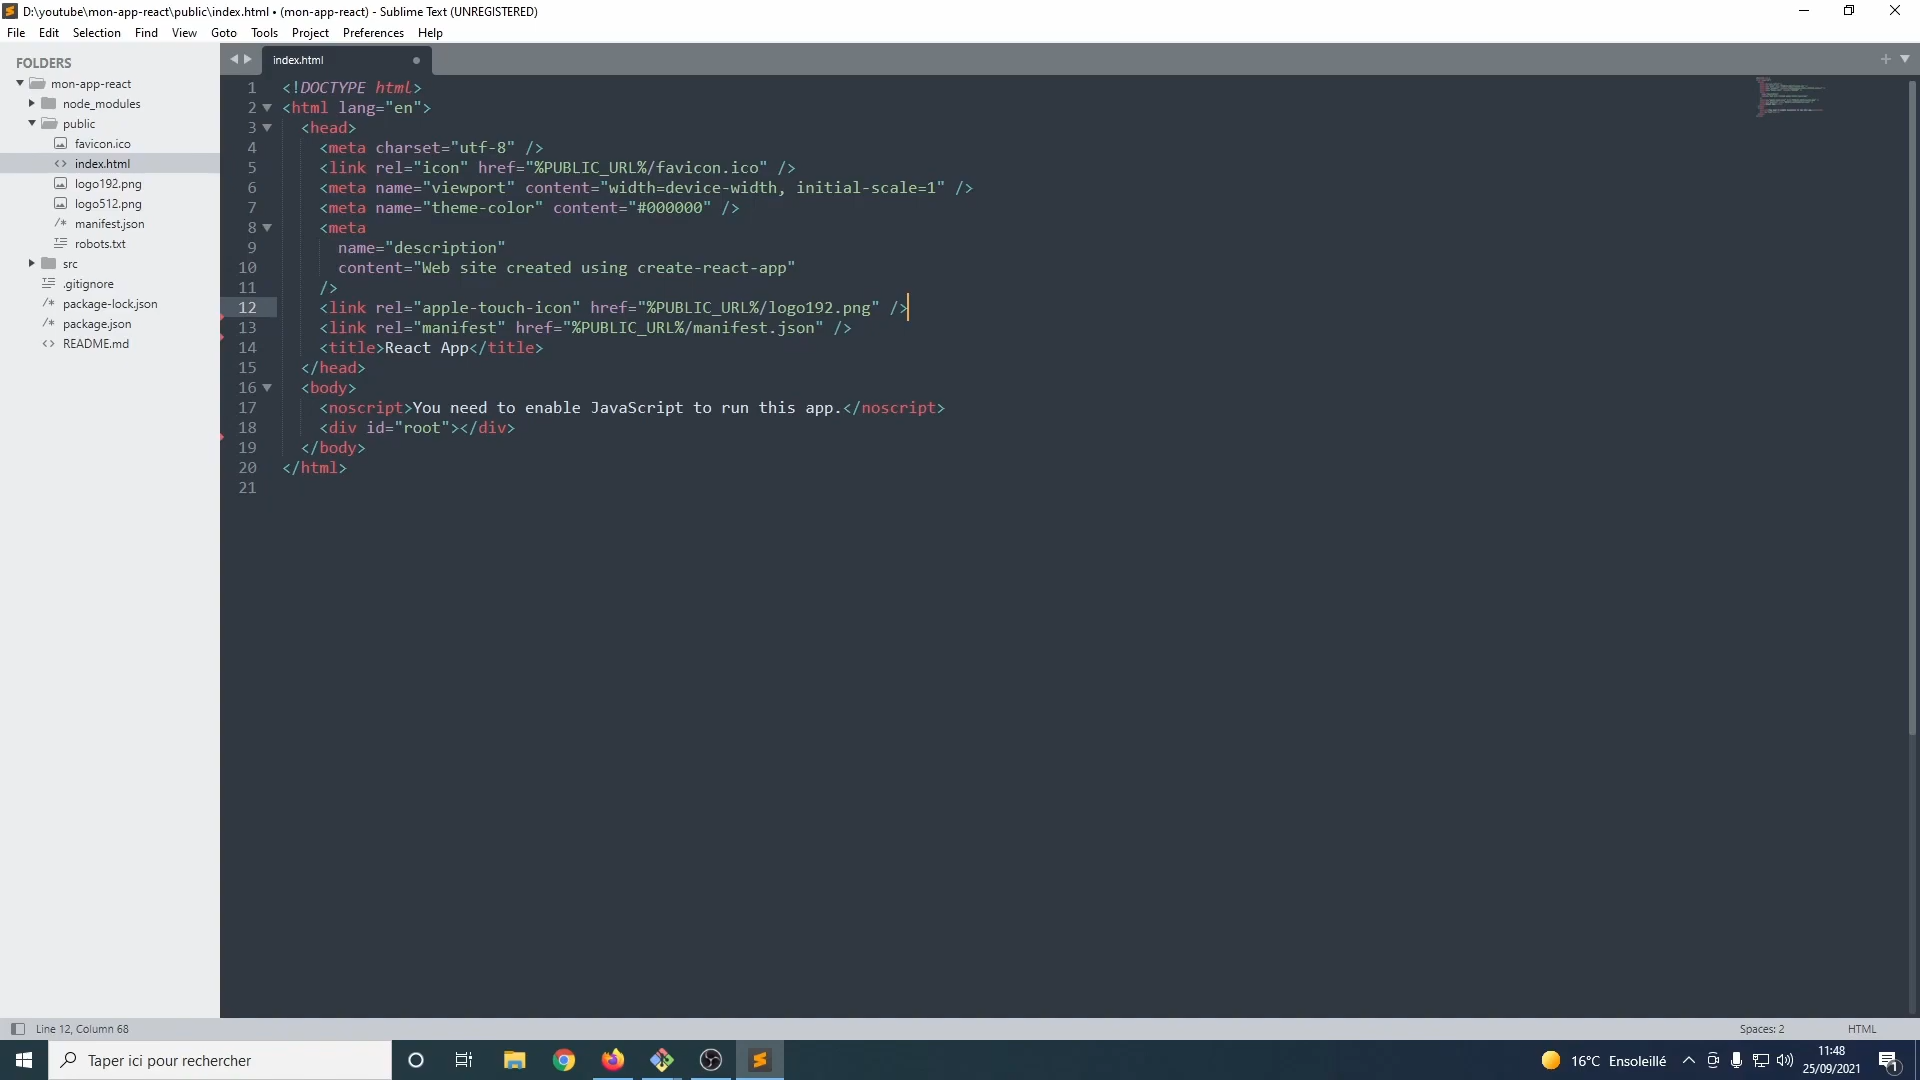 D:\youtube\mon-app-react\public\index.html • (mon-app-react) - Sublime Text (UNREGISTERED)
File Edit Selection Find View Goto Tools Project Preferences Help
FOLDERS
mon-app-react
node_modules
public
favicon.ico
index.html
logo192.png
logo512.png
manifest.json
robots.txt
src
.gitignore
package-lock.json
package.json
README.md
index.html
1 <!DOCTYPE html>
2 <html lang="en">
3 <head>
4 <meta charset="utf-8" />
5 <link rel="icon" href="%PUBLIC_URL%/favicon.ico" />
6 <meta name="viewport" content="width=device-width, initial-scale=1" />
7 <meta name="theme-color" content="#000000" />
8 <meta
9 name="description"
10 content="Web site created using create-react-app"
11 />
12 <link rel="apple-touch-icon" href="%PUBLIC_URL%/logo192.png" />
13 <link rel="manifest" href="%PUBLIC_URL%/manifest.json" />
14 <title>React App</title>
15 </head>
16 <body>
17 <noscript>You need to enable JavaScript to run this app.</noscript>
18 <div id="root"></div>
19 </body>
20 </html>
21
Line 12, Column 68
Spaces: 2
HTML
Taper ici pour rechercher
16°C Ensoleillé
11:48
25/09/2021
1